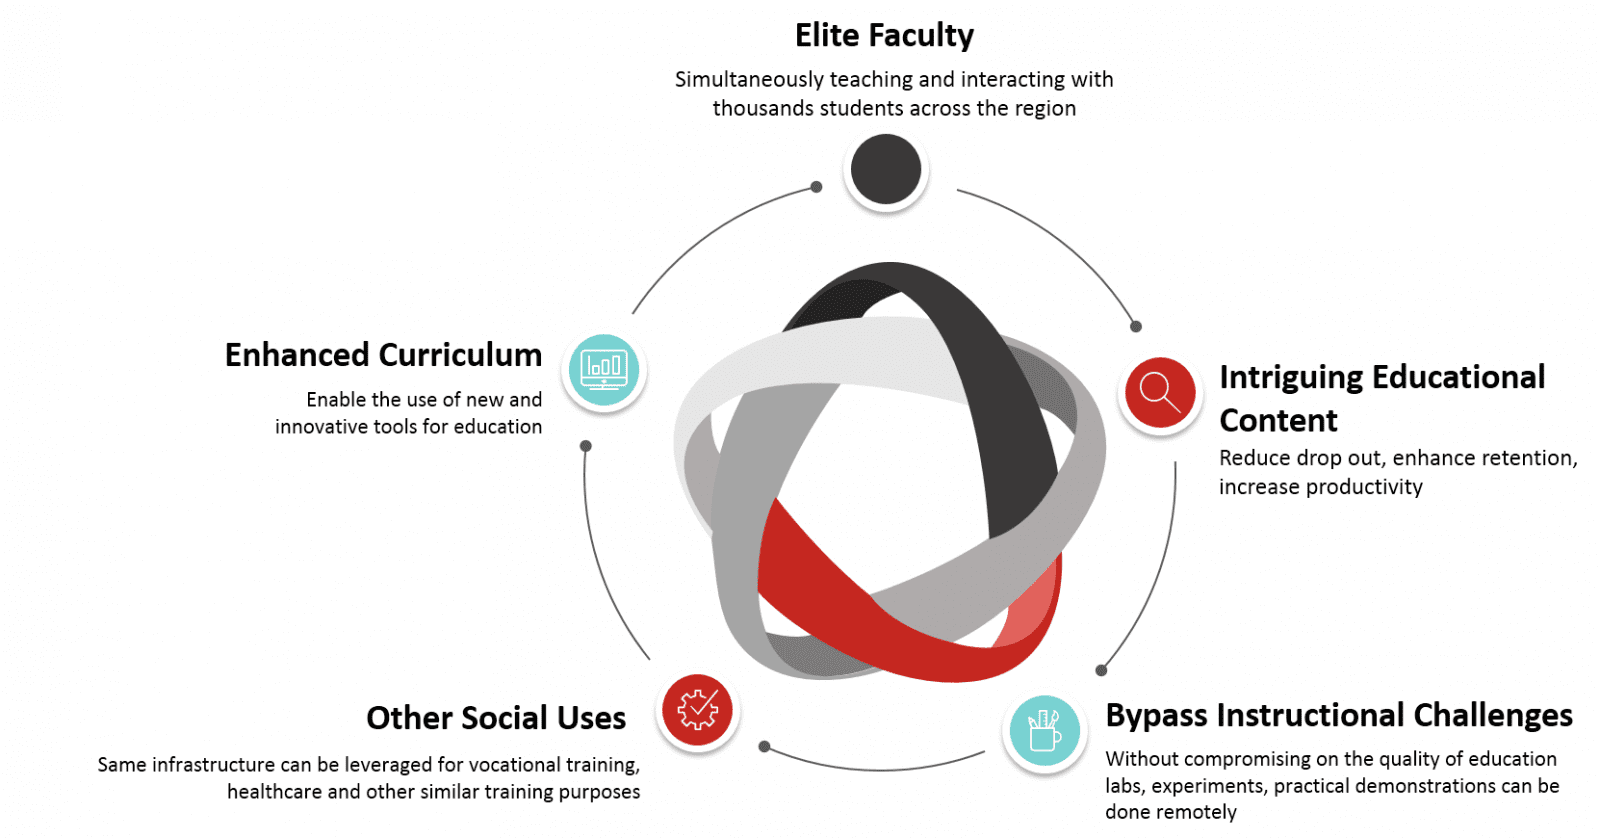 Elite Faculty
Simultaneously teaching and interacting with
thousands students across the region
Intriguing Educational
Content
Reduce drop out, enhance retention,
increase productivity
Bypass Instructional Challenges
Without compromising on the quality of education
labs, experiments, practical demonstrations can be
done remotely
Other Social Uses
Same infrastructure can be leveraged for vocational training,
healthcare and other similar training purposes
Enhanced Curriculum
Enable the use of new and
innovative tools for education